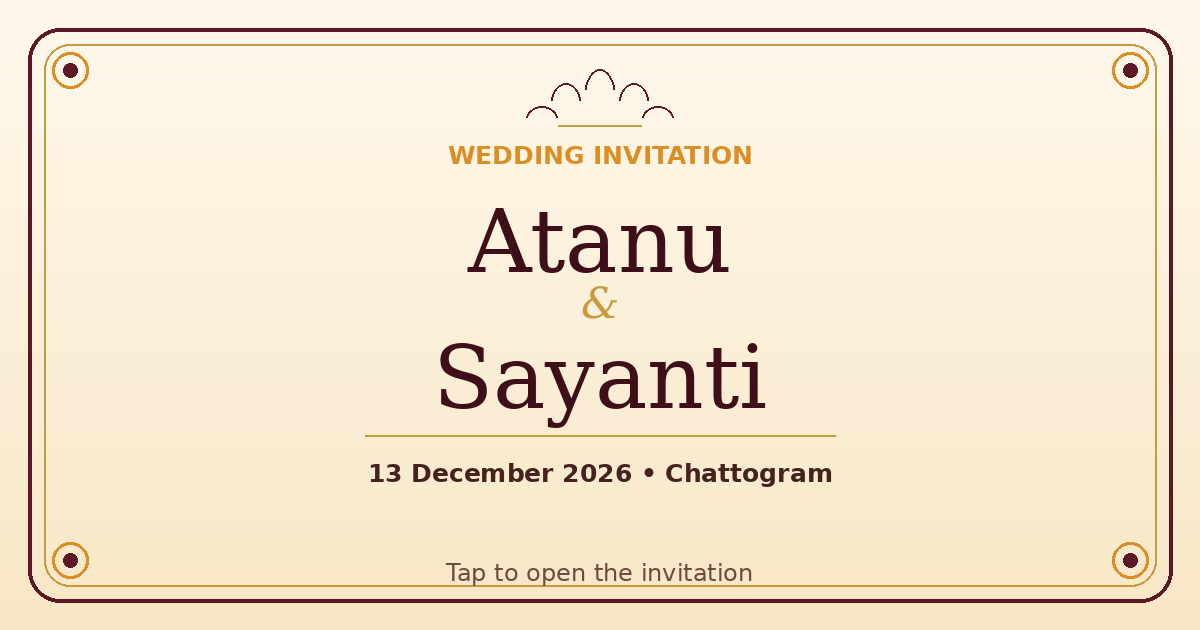 WEDDING INVITATION
Atanu
&
Sayanti
13 December 2026 • Chattogram
Tap to open the invitation